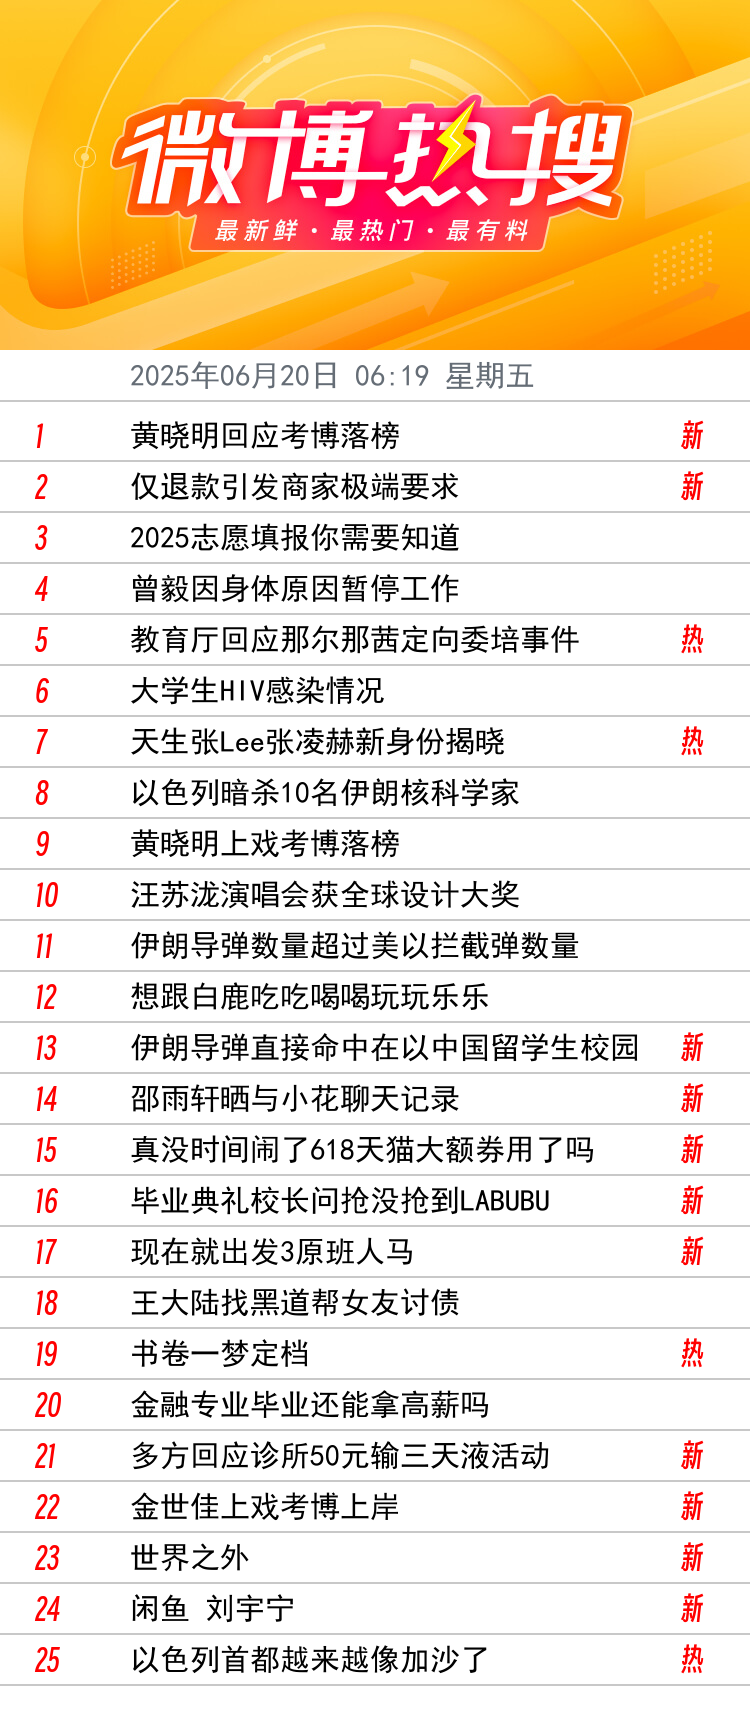 微博热搜
最新鲜·最热门·最有料
2025年06月20日 06:19 星期五
1 黄晓明回应考博落榜 新
2 仅退款引发商家极端要求 新
3 2025志愿填报你需要知道
4 曾毅因身体原因暂停工作
5 教育厅回应那尔那茜定向委培事件 热
6 大学生HIV感染情况
7 天生张Lee张凌赫新身份揭晓 热
8 以色列暗杀10名伊朗核科学家
9 黄晓明上戏考博落榜
10 汪苏泷演唱会获全球设计大奖
11 伊朗导弹数量超过美以拦截弹数量
12 想跟白鹿吃吃喝喝玩玩乐乐
13 伊朗导弹直接命中在以中国留学生校园 新
14 邵雨轩晒与小花聊天记录 新
15 真没时间闹了618天猫大额券用了吗 新
16 毕业典礼校长问抢没抢到LABUBU 新
17 现在就出发3原班人马 新
18 王大陆找黑道帮女友讨债
19 书卷一梦定档 热
20 金融专业毕业还能拿高薪吗
21 多方回应诊所50元输三天液活动 新
22 金世佳上戏考博上岸 新
23 世界之外 新
24 闲鱼 刘宇宁 新
25 以色列首都越来越像加沙了 热